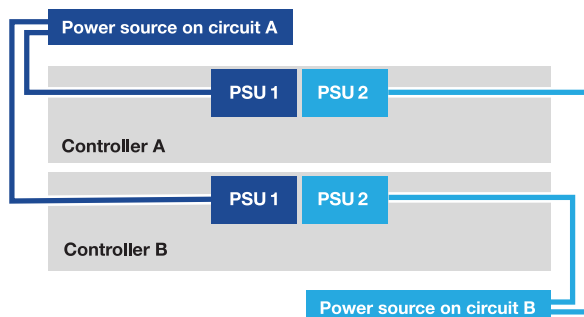 Power source on circuit A
PSU 1
PSU 2
Controller A
PSU 1
PSU 2
Controller B
Power source on circuit B